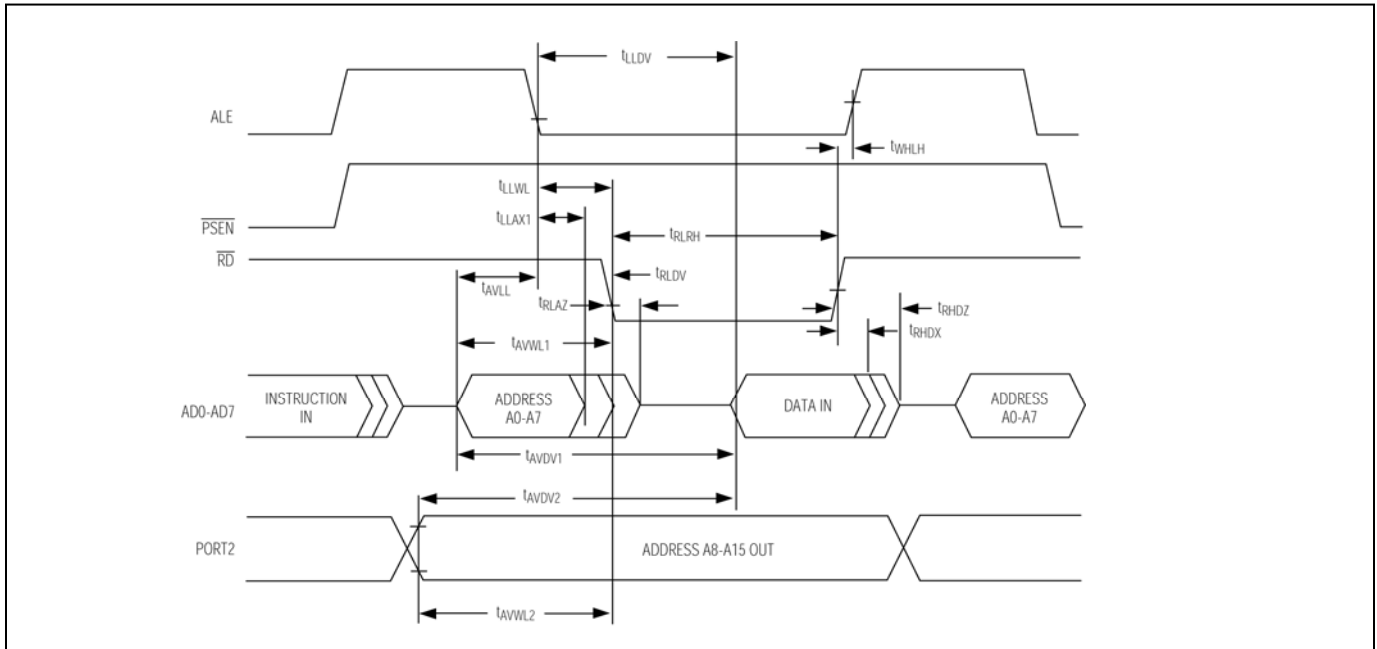 tLLDV
ALE
tWHLH
tLLWL
tLLAX1
PSEN
tRLRH
RD
tAVLL
tRLDV
tRLAZ
tRHDZ
tRHDX
tAVWL1
AD0-AD7
INSTRUCTION
IN
ADDRESS
A0-A7
DATA IN
ADDRESS
A0-A7
tAVDV1
tAVDV2
PORT2
ADDRESS A8-A15 OUT
tAVWL2